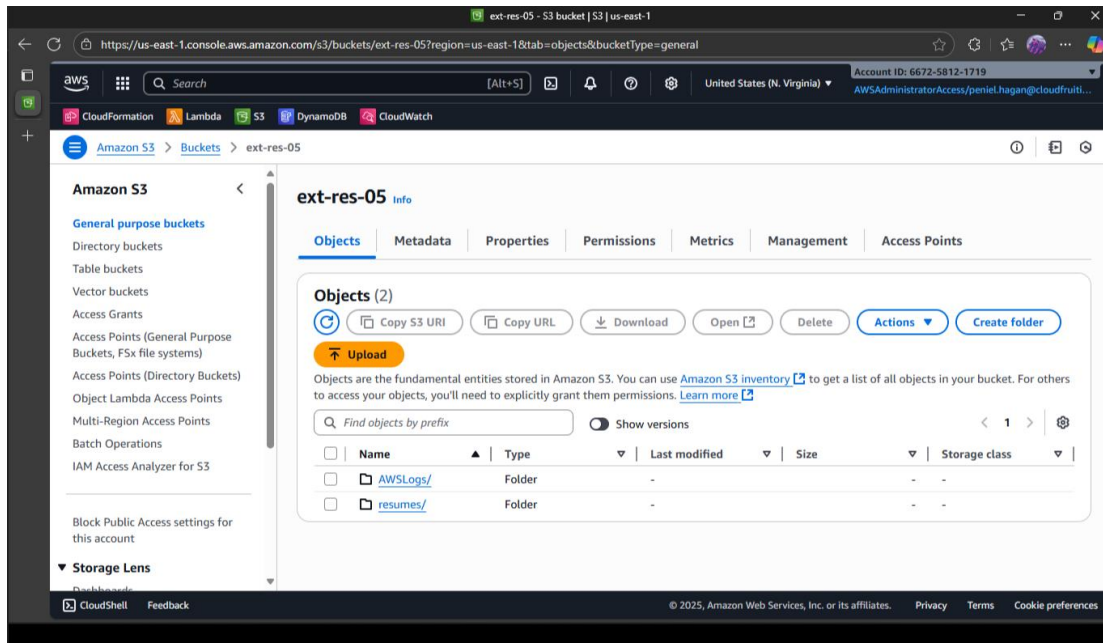 ext-res-05 - S3 bucket | S3 | us-east-1
https://us-east-1.console.aws.amazon.com/s3/buckets/ext-res-05?region=us-east-1&tab=objects&bucketType=general
aws
Search [Alt+S]
United States (N. Virginia)
Account ID: 6672-5812-1719
AWSAdministratorAccess/peniel.hagan@cloudfruiti...
CloudFormation Lambda S3 DynamoDB CloudWatch
Amazon S3 > Buckets > ext-res-05
Amazon S3
General purpose buckets
Directory buckets
Table buckets
Vector buckets
Access Grants
Access Points (General Purpose
Buckets, FSx file systems)
Access Points (Directory Buckets)
Object Lambda Access Points
Multi-Region Access Points
Batch Operations
IAM Access Analyzer for S3
Block Public Access settings for
this account
Storage Lens
Dashboards
ext-res-05 Info
Objects Metadata Properties Permissions Metrics Management Access Points
Objects (2)
Copy S3 URI Copy URL Download Open Delete Actions Create folder
Upload
Objects are the fundamental entities stored in Amazon S3. You can use Amazon S3 inventory to get a list of all objects in your bucket. For others
to access your objects, you'll need to explicitly grant them permissions. Learn more
Find objects by prefix Show versions 1
Name Type Last modified Size Storage class
AWSLogs/ Folder - - -
resumes/ Folder - - -
CloudShell Feedback © 2025, Amazon Web Services, Inc. or its affiliates. Privacy Terms Cookie preferences